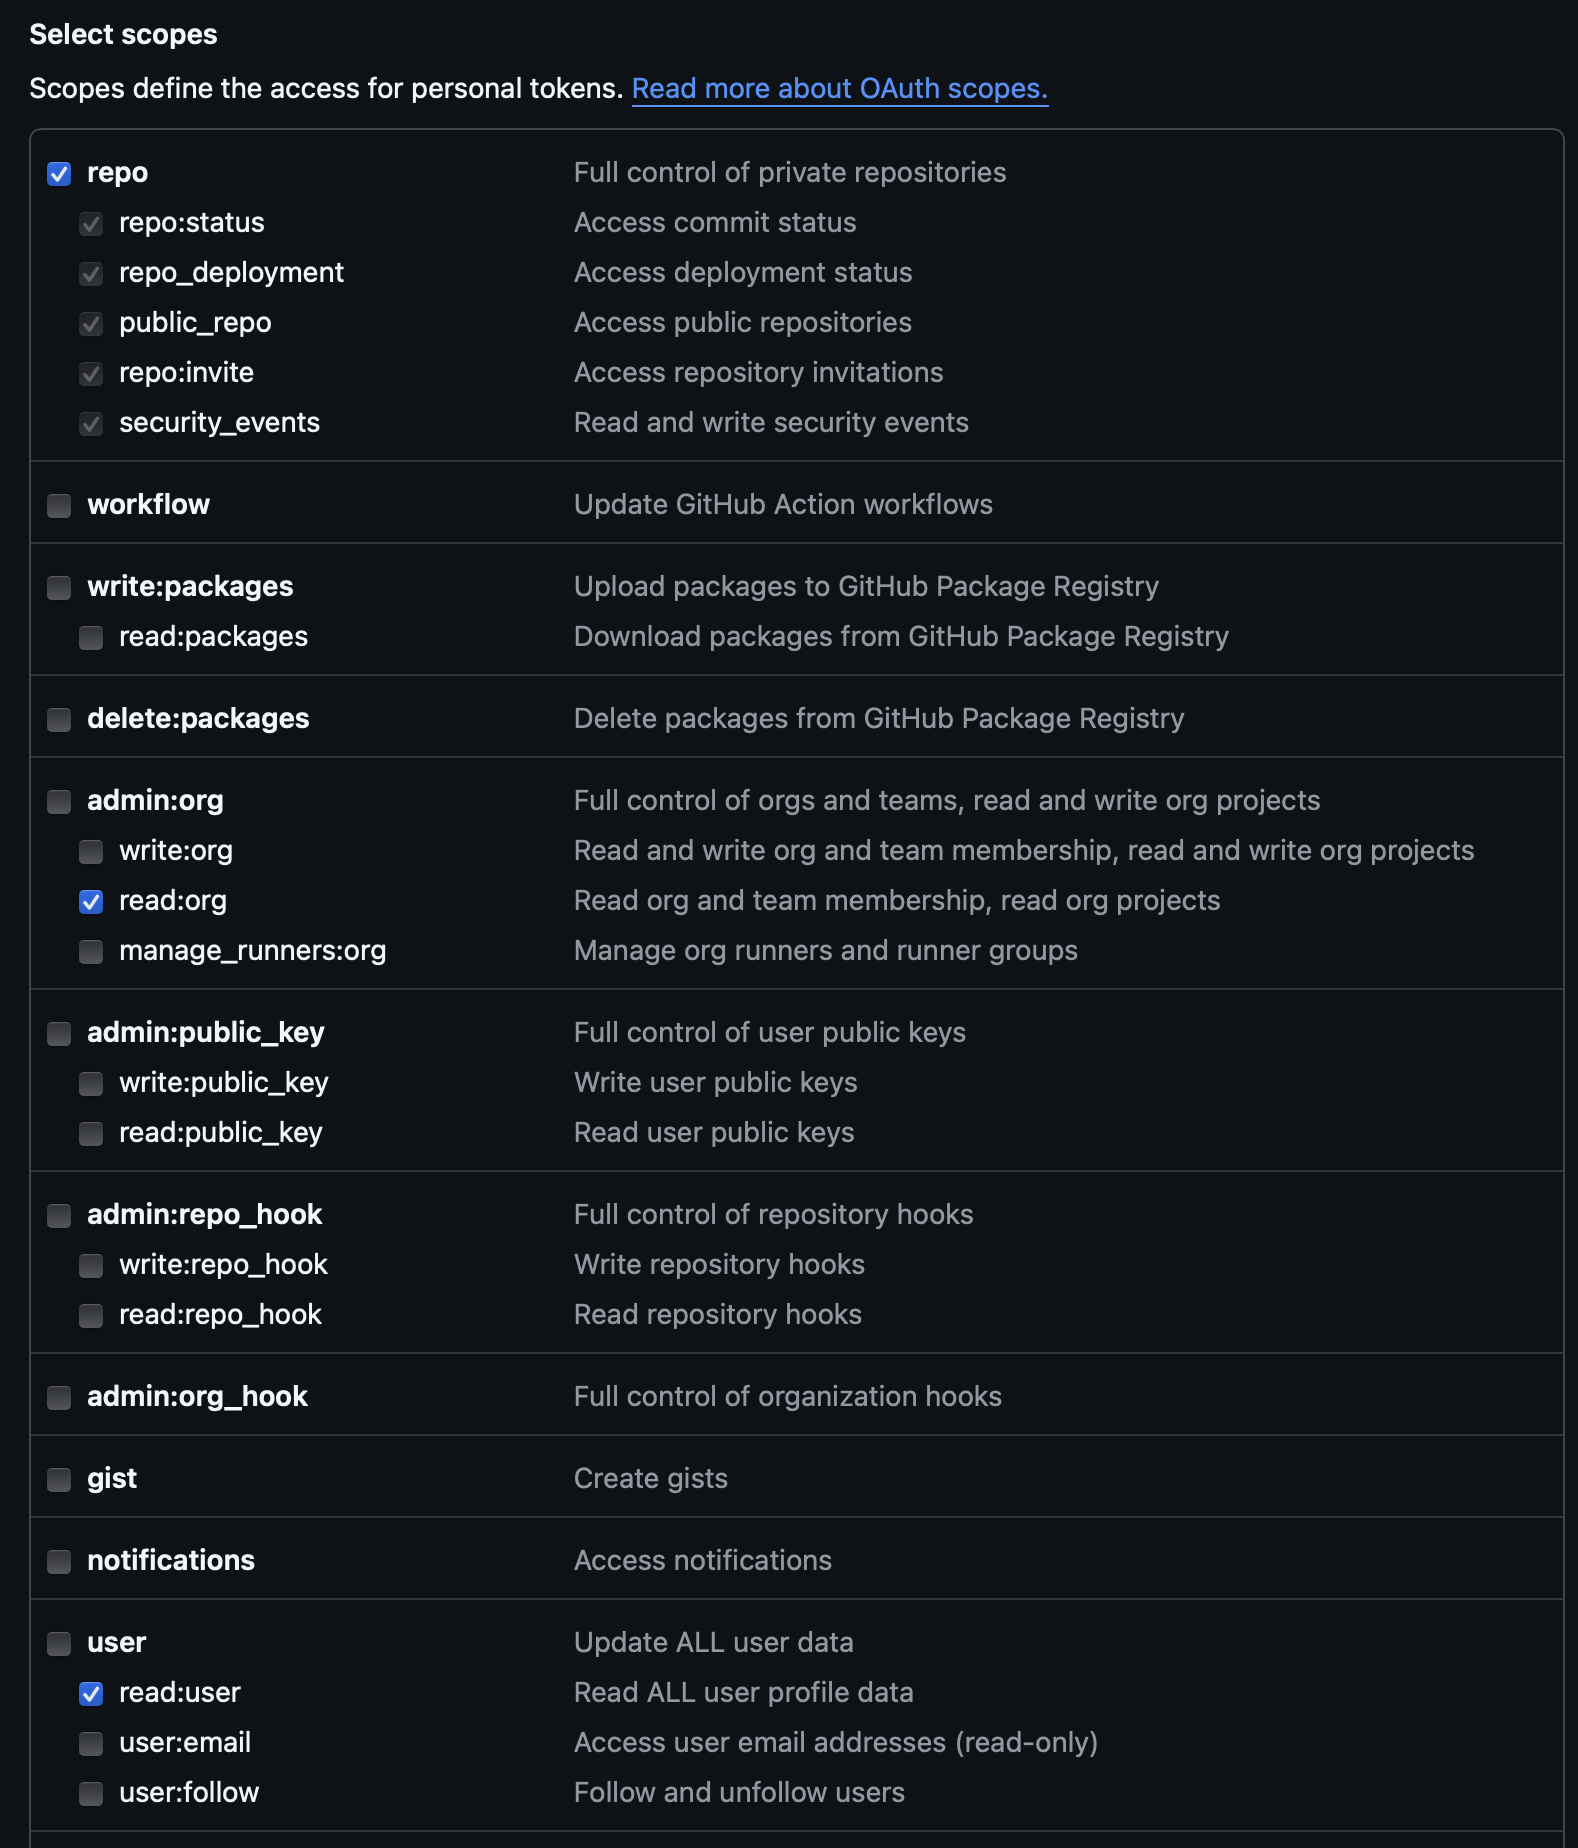 Select scopes
Scopes define the access for personal tokens. Read more about OAuth scopes.
repo Full control of private repositories
repo:status Access commit status
repo_deployment Access deployment status
public_repo Access public repositories
repo:invite Access repository invitations
security_events Read and write security events
workflow Update GitHub Action workflows
write:packages Upload packages to GitHub Package Registry
read:packages Download packages from GitHub Package Registry
delete:packages Delete packages from GitHub Package Registry
admin:org Full control of orgs and teams, read and write org projects
write:org Read and write org and team membership, read and write org projects
read:org Read org and team membership, read org projects
manage_runners:org Manage org runners and runner groups
admin:public_key Full control of user public keys
write:public_key Write user public keys
read:public_key Read user public keys
admin:repo_hook Full control of repository hooks
write:repo_hook Write repository hooks
read:repo_hook Read repository hooks
admin:org_hook Full control of organization hooks
gist Create gists
notifications Access notifications
user Update ALL user data
read:user Read ALL user profile data
user:email Access user email addresses (read-only)
user:follow Follow and unfollow users